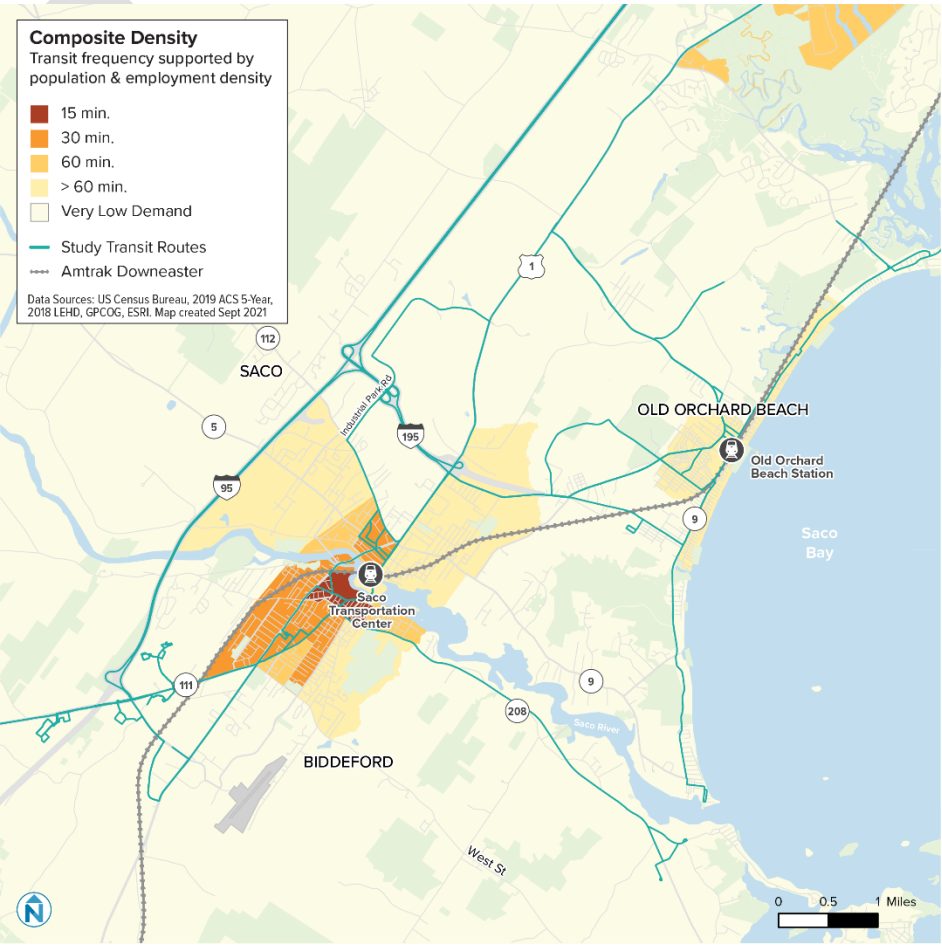 Composite Density
Transit frequency supported by
population & employment density
15 min.
30 min.
60 min.
> 60 min.
Very Low Demand
Study Transit Routes
Amtrak Downeaster
Data Sources: US Census Bureau, 2019 ACS 5-Year,
2018 LEHD, GPCOG, ESRI. Map created Sept 2021
1
112
SACO
Industrial Park Rd
5
195
OLD ORCHARD BEACH
Old Orchard
Beach Station
95
9
Saco
Bay
Saco
Transportation
Center
111
9
208
Saco River
BIDDEFORD
West St
N
0 0.5 1 Miles